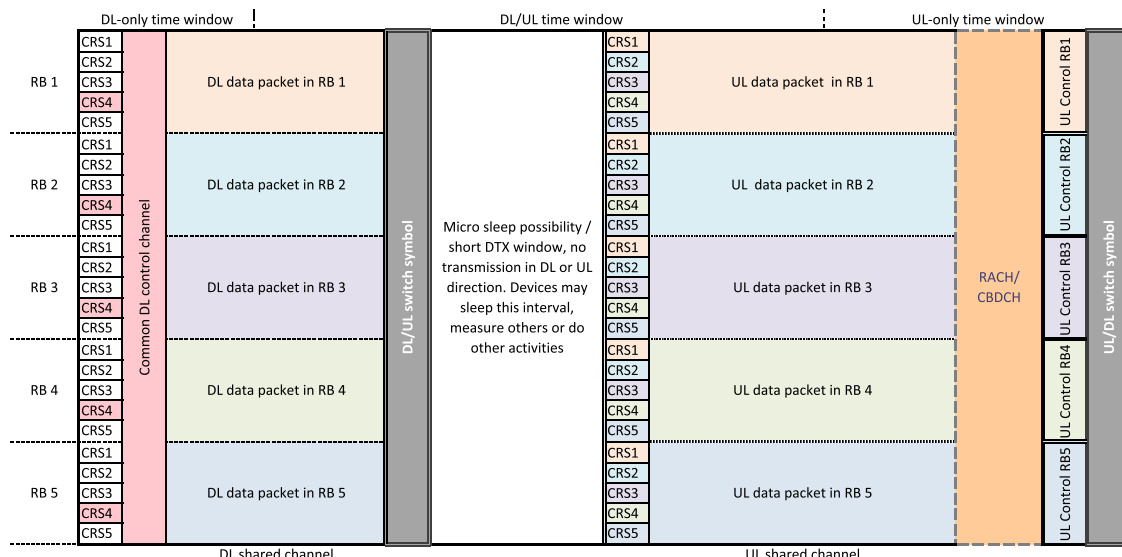 DL-only time window
DL/UL time window
UL-only time window
RB 1
CRS1
CRS2
CRS3
CRS4
CRS5
RB 2
CRS1
CRS2
CRS3
CRS4
CRS5
RB 3
CRS1
CRS2
CRS3
CRS4
CRS5
RB 4
CRS1
CRS2
CRS3
CRS4
CRS5
RB 5
CRS1
CRS2
CRS3
CRS4
CRS5
Common DL control channel
DL data packet in RB 1
DL data packet in RB 2
DL data packet in RB 3
DL data packet in RB 4
DL data packet in RB 5
DL/UL switch symbol
Micro sleep possibility /
short DTX window, no
transmission in DL or UL
direction. Devices may
sleep this interval,
measure others or do
other activities
CRS1
CRS2
CRS3
CRS4
CRS5
CRS1
CRS2
CRS3
CRS4
CRS5
CRS1
CRS2
CRS3
CRS4
CRS5
CRS1
CRS2
CRS3
CRS4
CRS5
CRS1
CRS2
CRS3
CRS4
CRS5
UL data packet  in RB 1
UL  data packet in RB 2
UL data packet in RB 3
UL data packet in RB 4
UL data packet in RB 5
RACH/
CBDCH
UL Control RB1
UL Control RB2
UL Control RB3
UL Control RB4
UL Control RB5
UL/DL switch symbol
DL shared channel
UL shared channel